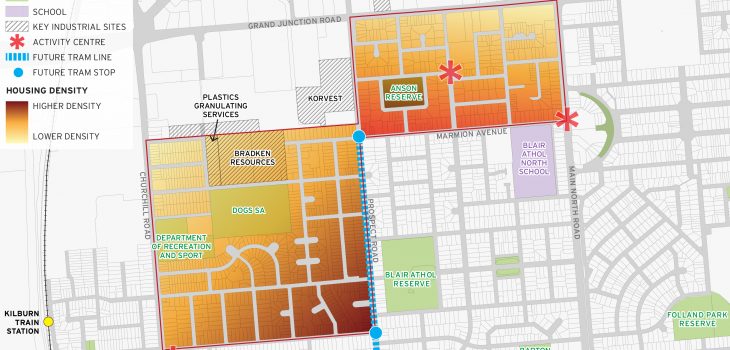 SCHOOL
KEY INDUSTRIAL SITES
ACTIVITY CENTRE
FUTURE TRAM LINE
FUTURE TRAM STOP
HOUSING DENSITY
HIGHER DENSITY
LOWER DENSITY
GRAND JUNCTION ROAD
PLASTICS
GRANULATING
SERVICES
KORVEST
ANSON
RESERVE
MARMION AVENUE
BRADKEN
RESOURCES
BLAIR
ATHOL
NORTH
SCHOOL
CHURCHILL ROAD
PROSPECT ROAD
MAIN NORTH ROAD
DOGS SA
DEPARTMENT
OF RECREATION
AND SPORT
BLAIR ATHOL
RESERVE
KILBURN
TRAIN
STATION
FOLLAND PARK
RESERVE
BARTON